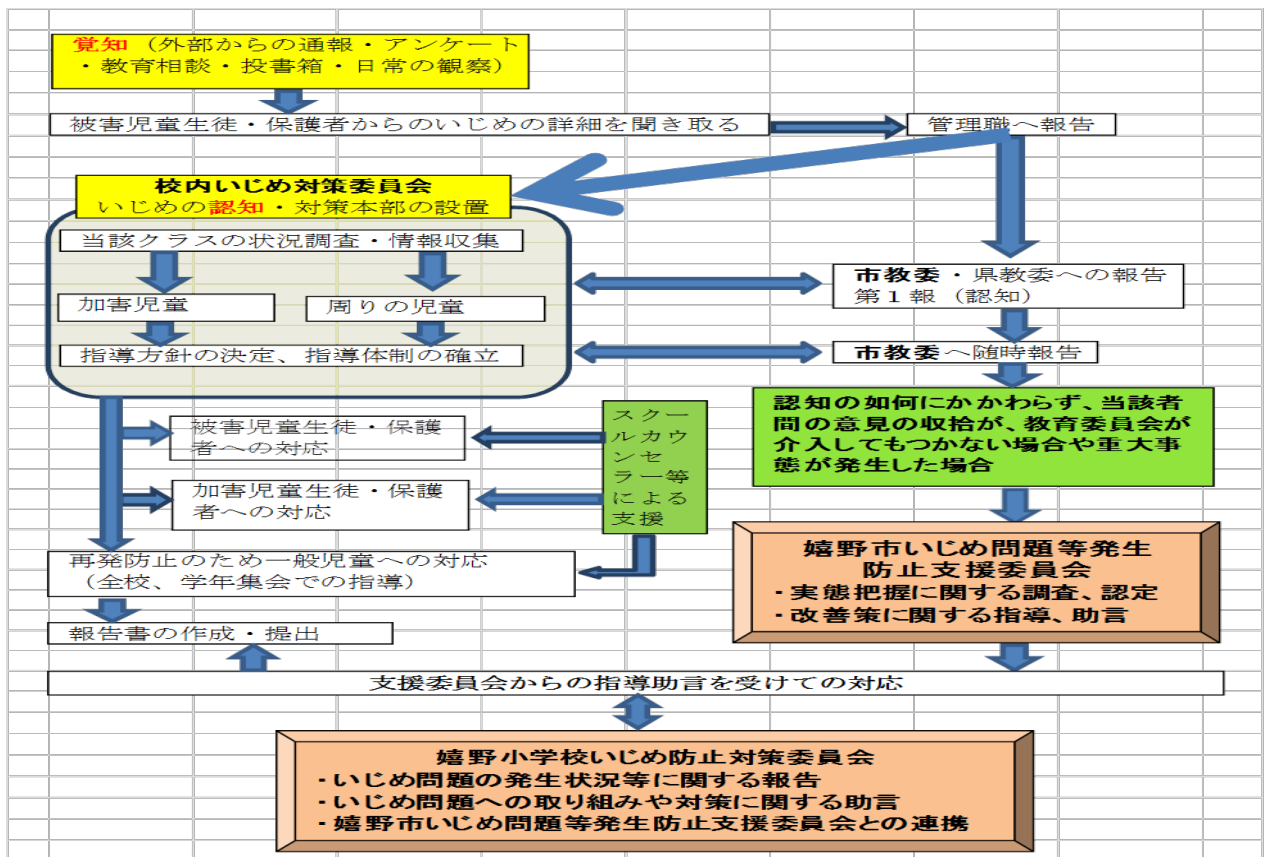 覚知（外部からの通報・アンケート
・教育相談・投書箱・日常の観察）
被害児童生徒・保護者からのいじめの詳細を聞き取る
管理職へ報告
校内いじめ対策委員会
いじめの認知・対策本部の設置
当該クラスの状況調査・情報収集
加害児童
周りの児童
指導方針の決定、指導体制の確立
市教委・県教委への報告
第１報（認知）
市教委へ随時報告
認知の如何にかかわらず、当該者
間の意見の収拾が、教育委員会が
介入してもつかない場合や重大事
態が発生した場合
被害児童生徒・保護
者への対応
加害児童生徒・保護
者への対応
スクー
ルカウ
ンセ
ラー等
による
支援
再発防止のため一般児童への対応
（全校、学年集会での指導）
報告書の作成・提出
嬉野市いじめ問題等発生
防止支援委員会
・実態把握に関する調査、認定
・改善策に関する指導、助言
支援委員会からの指導助言を受けての対応
嬉野小学校いじめ防止対策委員会
・いじめ問題の発生状況等に関する報告
・いじめ問題への取り組みや対策に関する助言
・嬉野市いじめ問題等発生防止支援委員会との連携